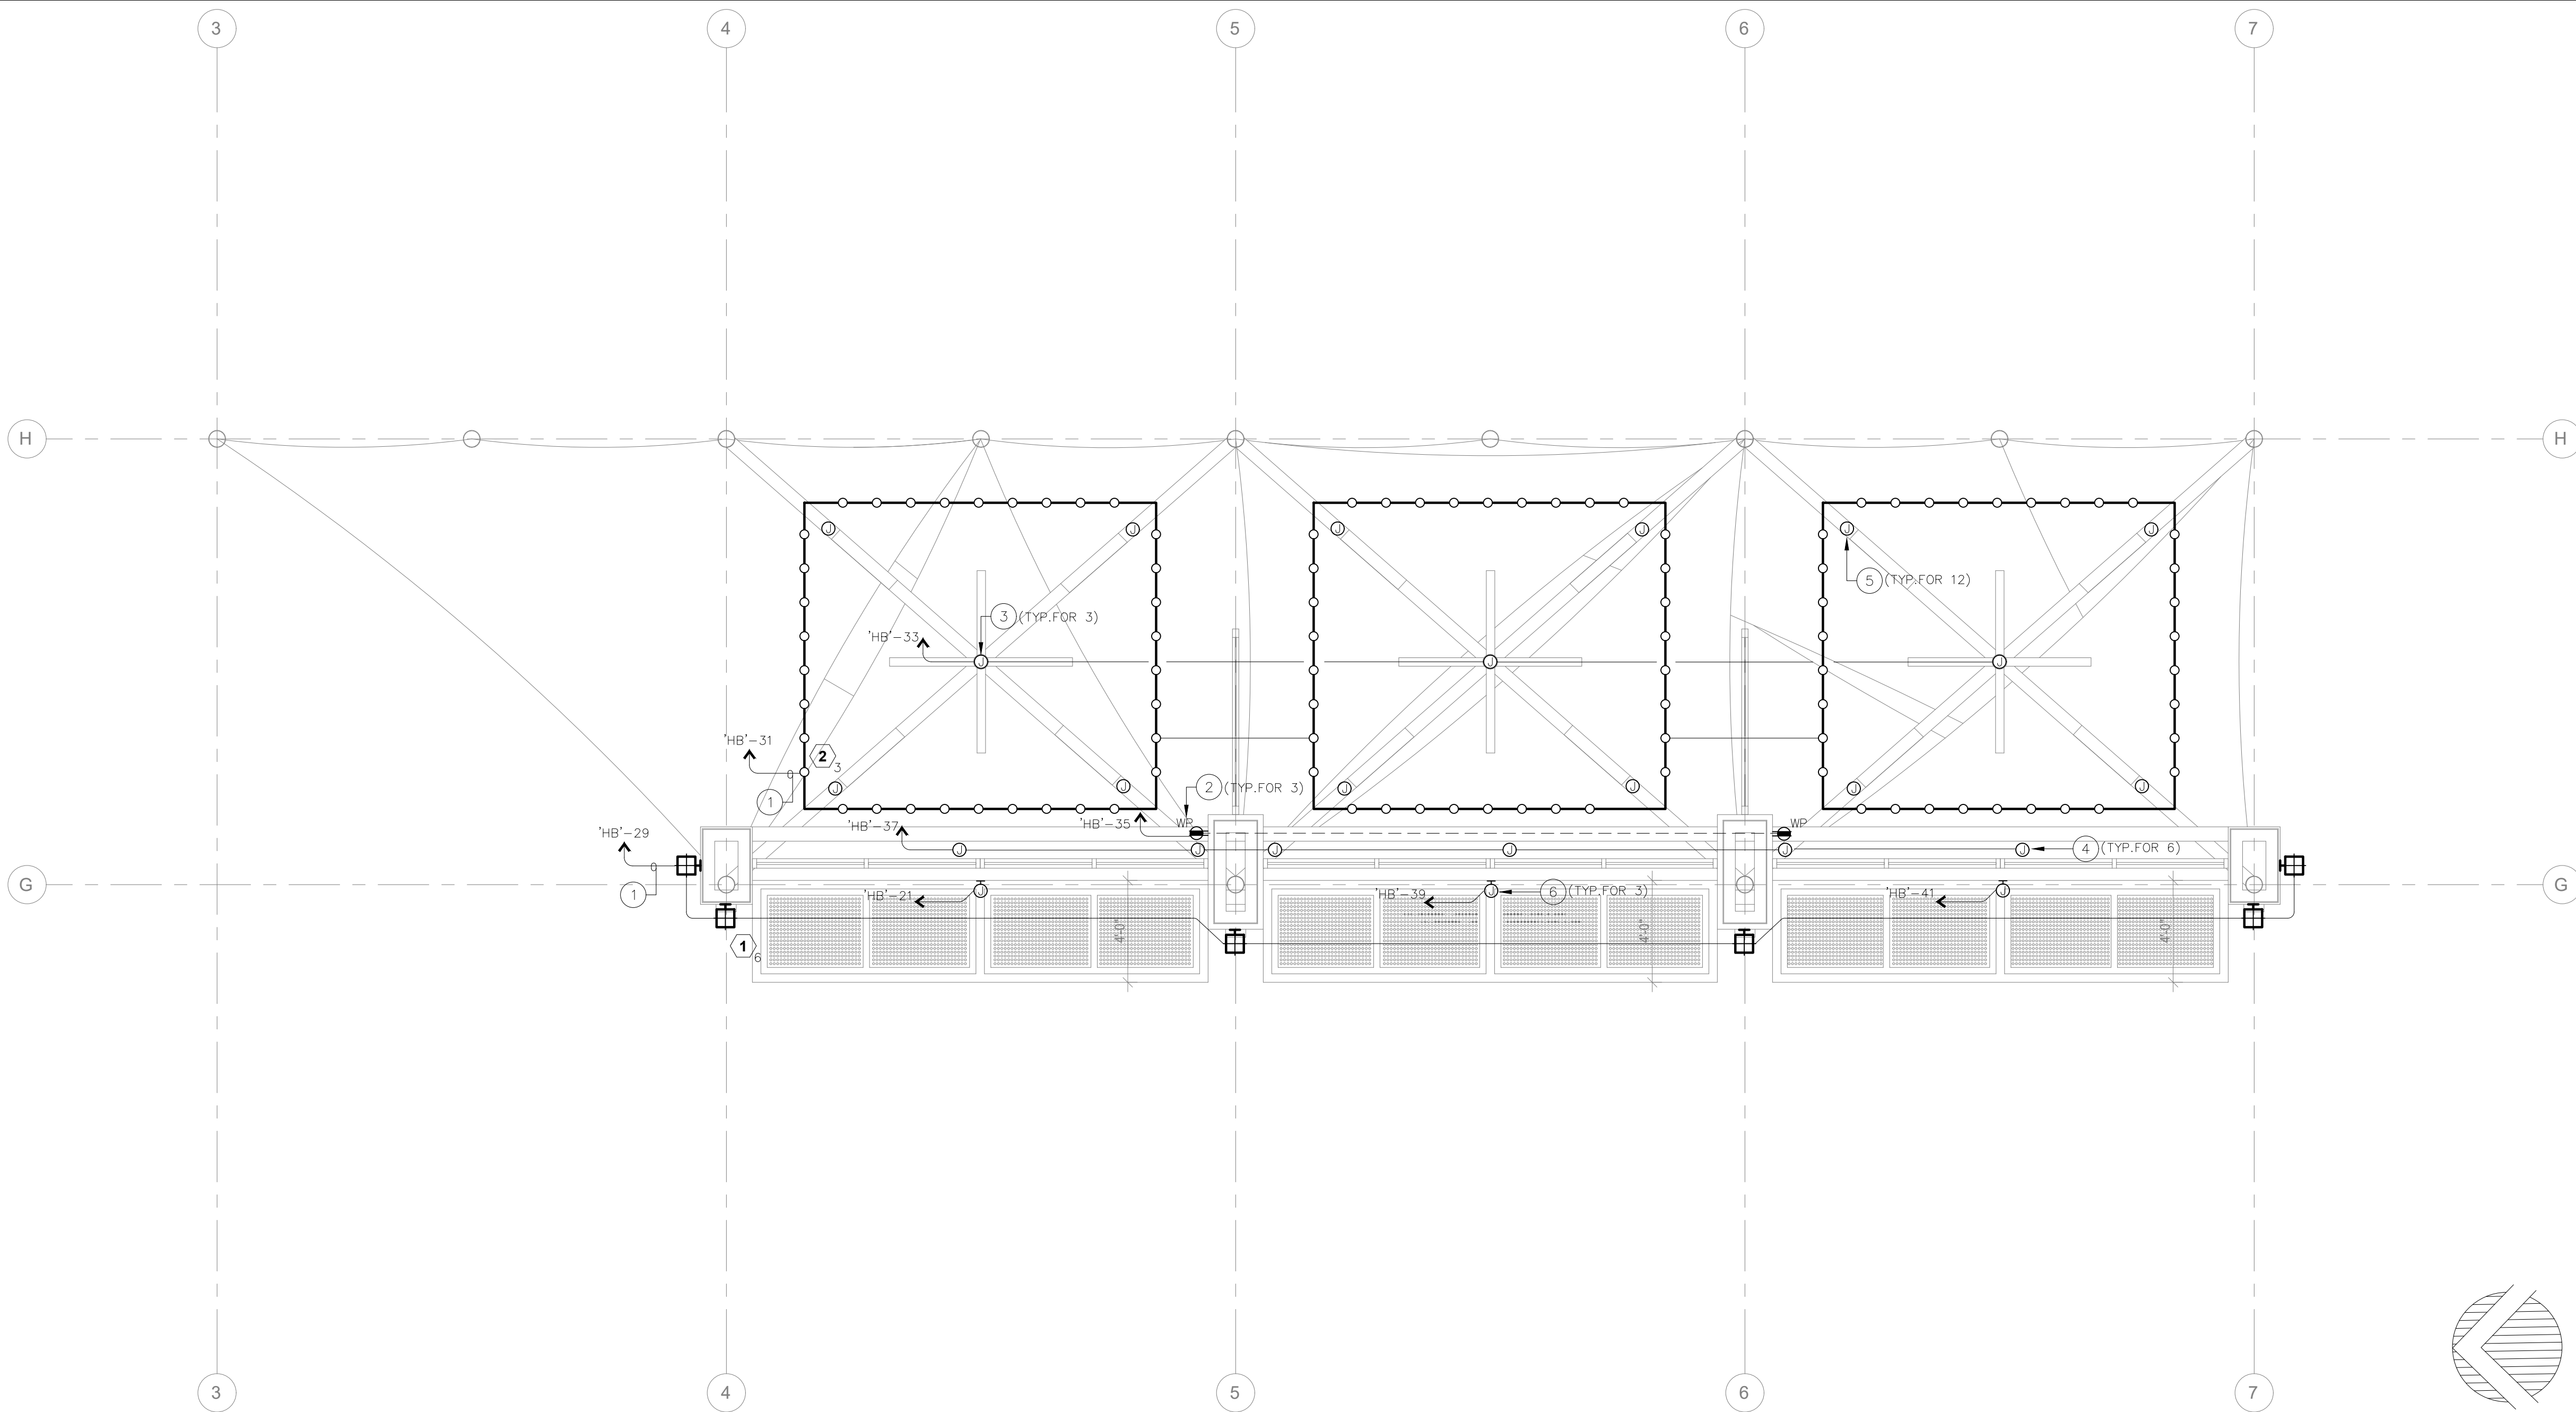 3 4 5 6 7
H H
J J J J J J
5 (TYP.FOR 12)
3 (TYP.FOR 3)
'HB'-33
J J J
'HB'-31
2
3
J J J J J J
1
2 (TYP.FOR 3)
'HB'-29
'HB'-37
'HB'-35
WP WP
J J J J J J
4 (TYP.FOR 6)
G G
1
'HB'-21
J
'HB'-39
J
6 (TYP.FOR 3)
'HB'-41
J
4'-0" 4'-0" 4'-0"
1
6
3 4 5 6 7